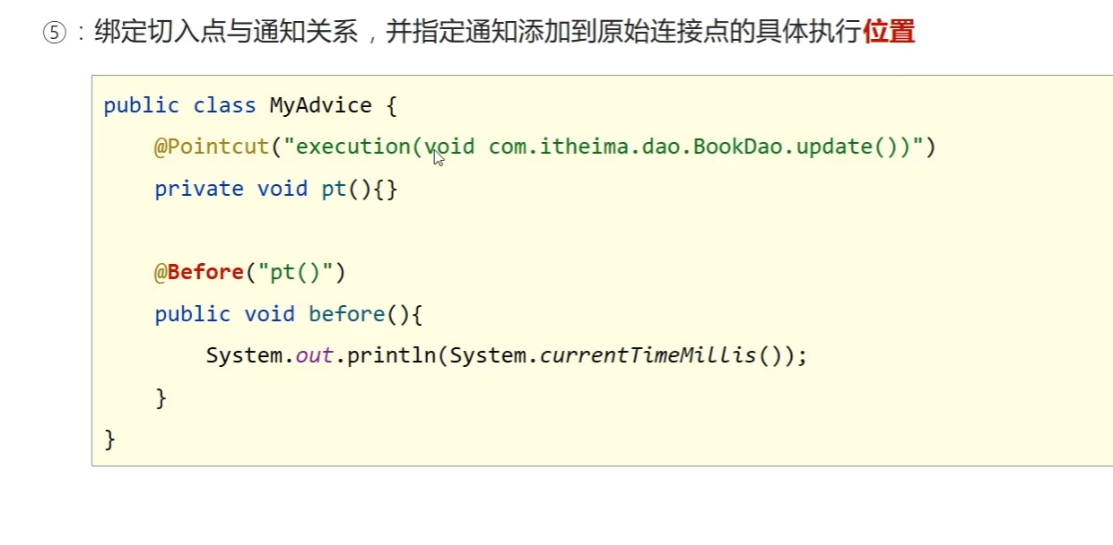 ⑤：绑定切入点与通知关系，并指定通知添加到原始连接点的具体执行位置
public class MyAdvice {
    @Pointcut("execution(void com.itheima.dao.BookDao.update())")
    private void pt(){}
    @Before("pt()")
    public void before(){
        System.out.println(System.currentTimeMillis());
    }
}